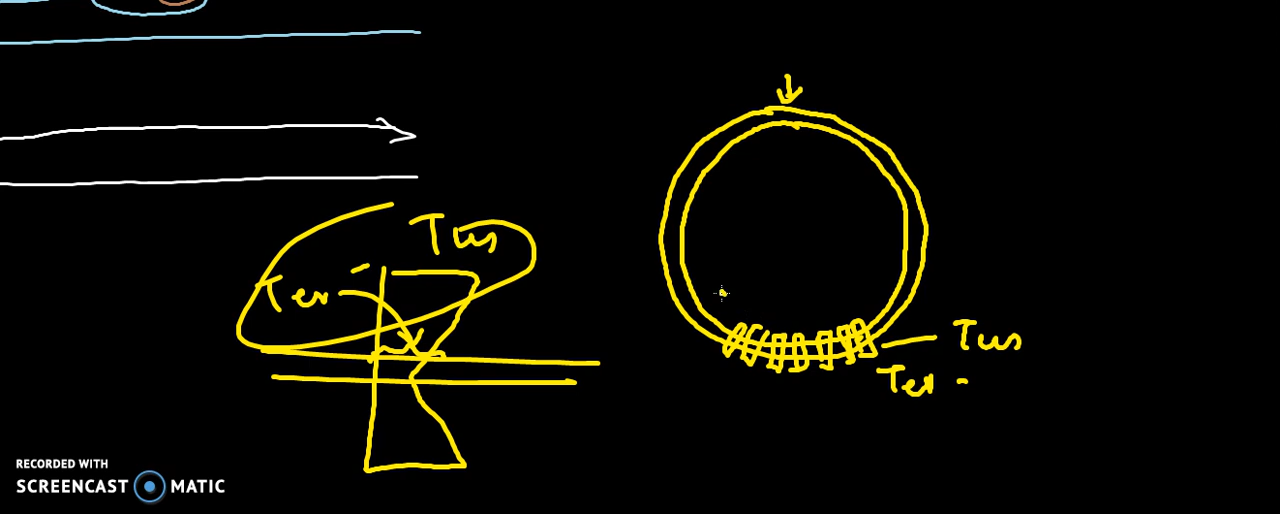 Tus
Ter
Tus
Ter -
RECORDED WITH
SCREENCAST MATIC